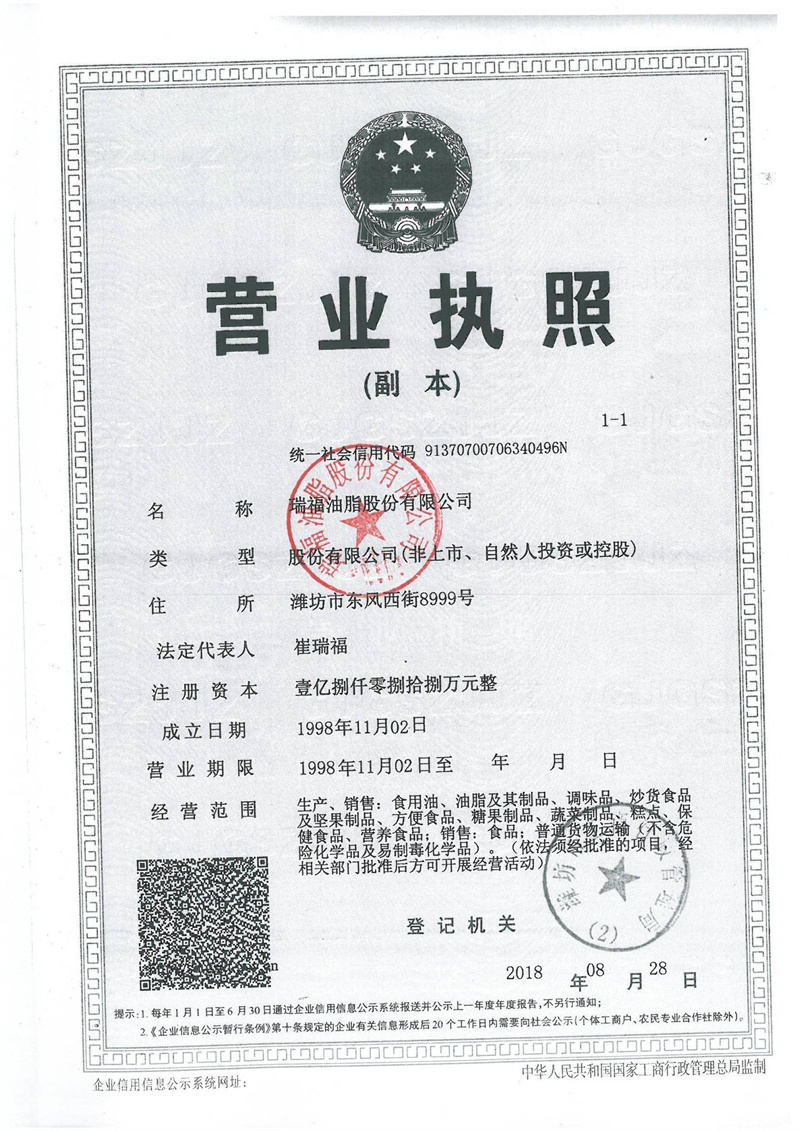 营业执照
(副 本)
1-1
统一社会信用代码 91370700706340496N
名 称 瑞福油脂股份有限公司
类 型 股份有限公司(非上市、自然人投资或控股)
住 所 潍坊市东风西街8999号
法定代表人 崔瑞福
注册资本 壹亿捌仟零捌拾捌万元整
成立日期 1998年11月02日
营业期限 1998年11月02日至 年 月 日
经营范围 生产、销售：食用油、油脂及其制品、调味品、炒货食品
及坚果制品、方便食品、糖果制品、蔬菜制品、糕点、保
健食品、营养食品；销售：食品；普通货物运输（不含危
险化学品及易制毒化学品）。（依法须经批准的项目，经
相关部门批准后方可开展经营活动）
瑞福油脂股份有限公司
(2)
登记机关
2018 年 08 月 28 日
提示：1. 每年1月1日至6月30日通过企业信用信息公示系统报送并公示上一年度年度报告，不另行通知；
2.《企业信息公示暂行条例》第十条规定的企业有关信息形成后20个工作日内需要向社会公示（个体工商户、农民专业合作社除外）。
企业信用信息公示系统网址：
中华人民共和国国家工商行政管理总局监制